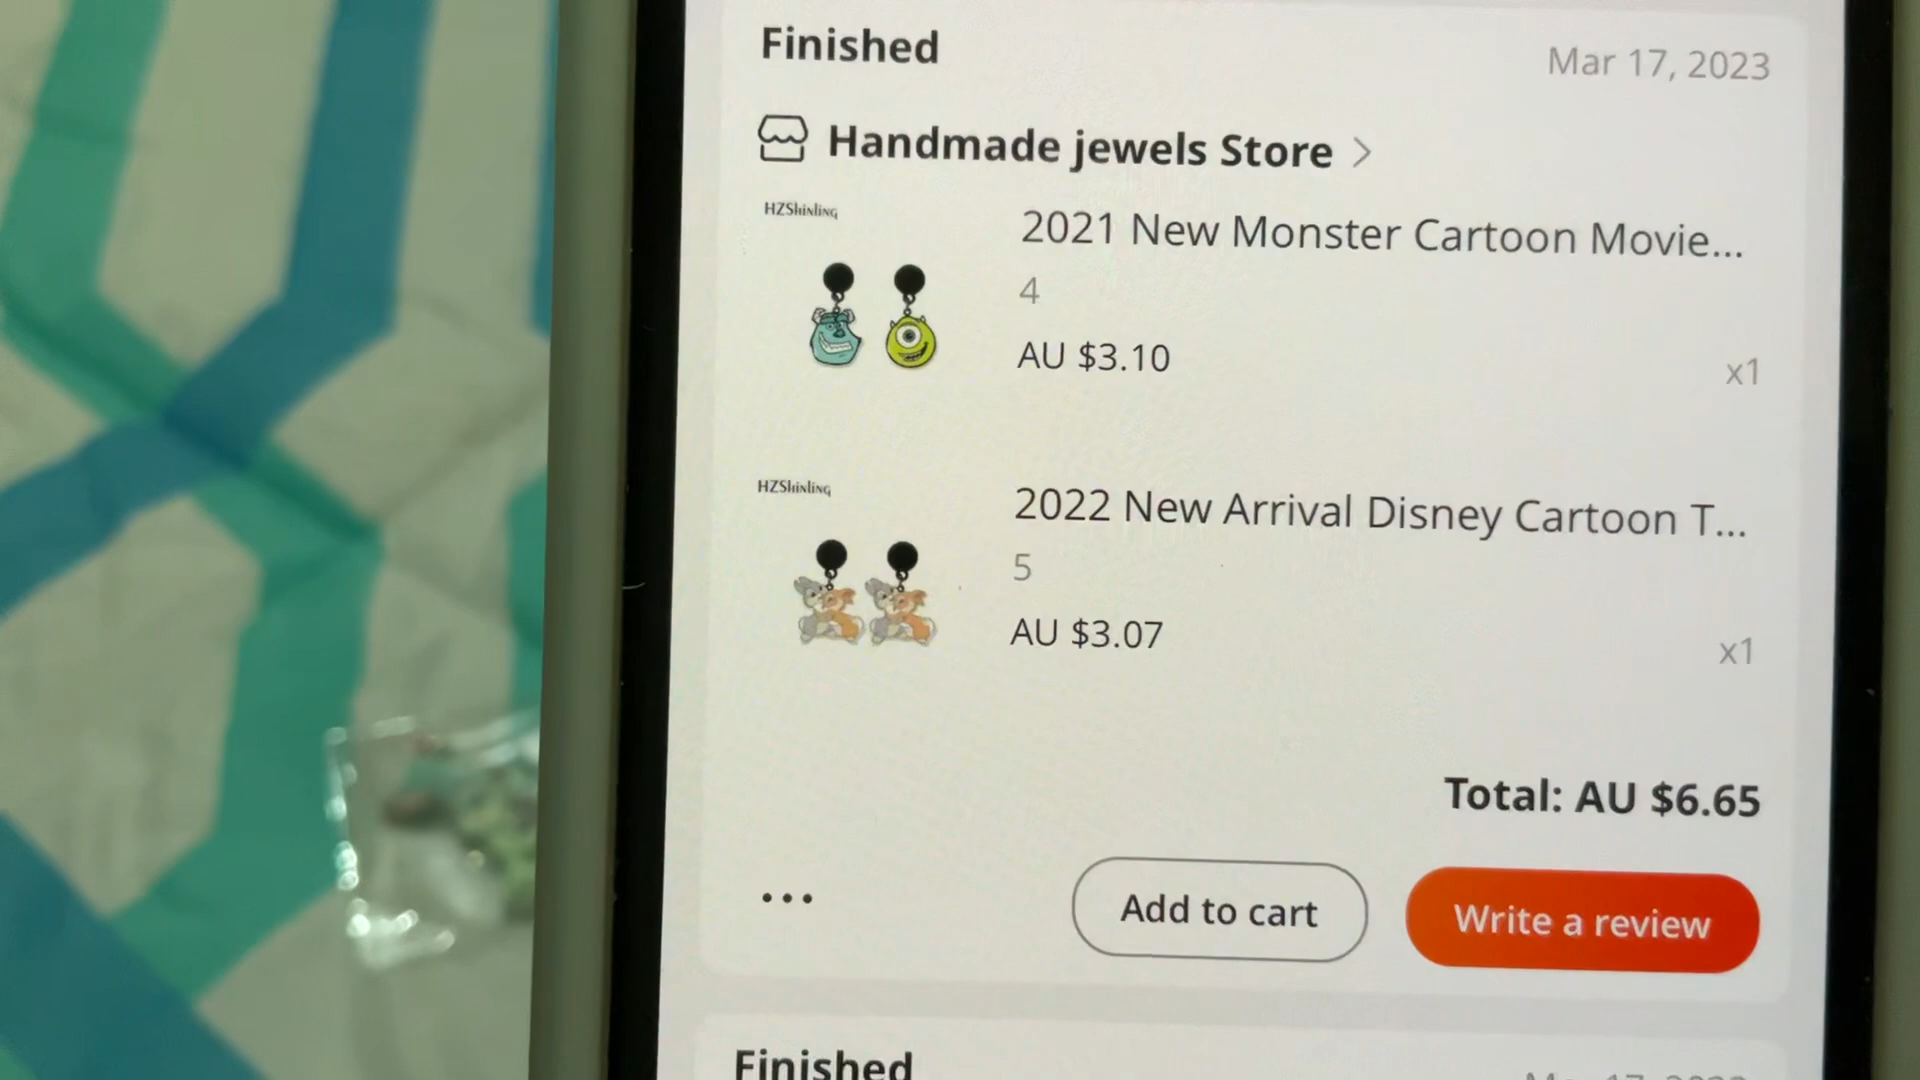 Finished
Mar 17, 2023
Handmade jewels Store
HZShinling
2021 New Monster Cartoon Movie...
4
AU $3.10
x1
HZShinling
2022 New Arrival Disney Cartoon T...
5
AU $3.07
x1
Total: AU $6.65
Add to cart
Write a review
Finished